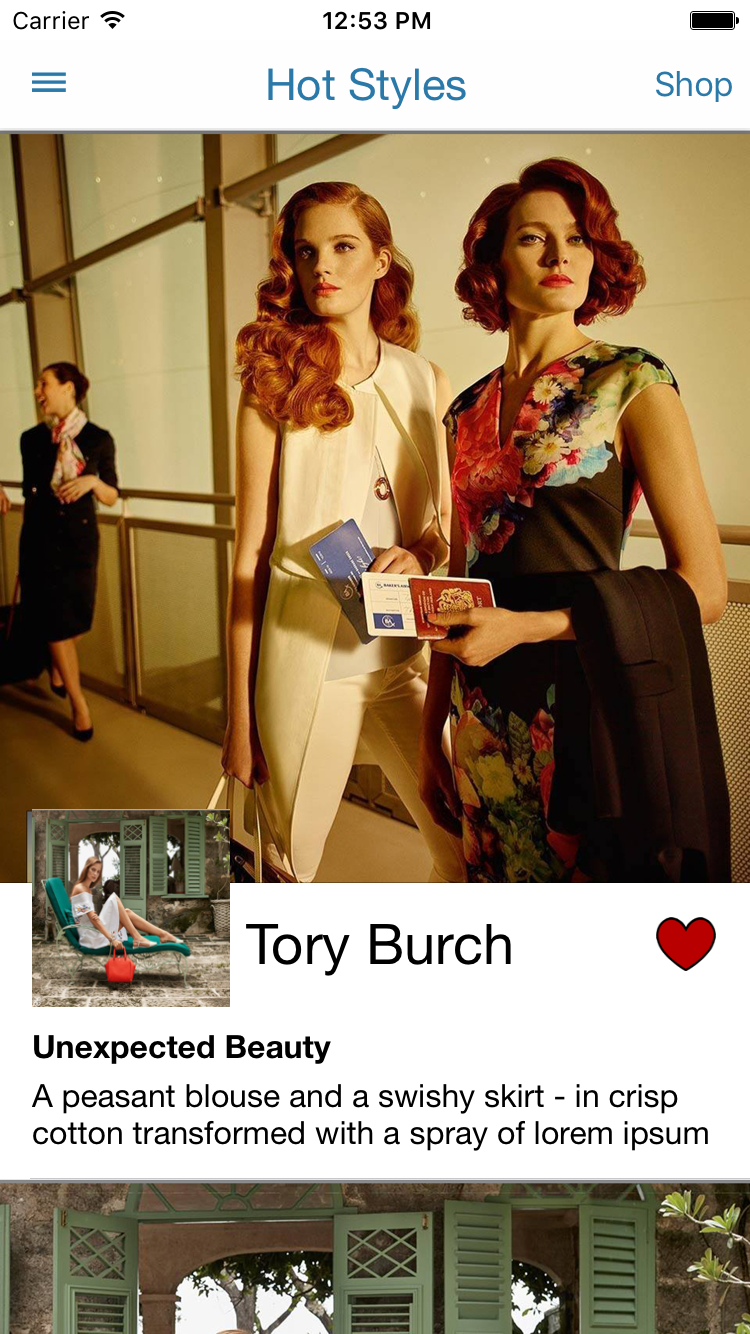 Carrier 12:53 PM
Hot Styles Shop
Tory Burch
Unexpected Beauty
A peasant blouse and a swishy skirt - in crisp
cotton transformed with a spray of lorem ipsum